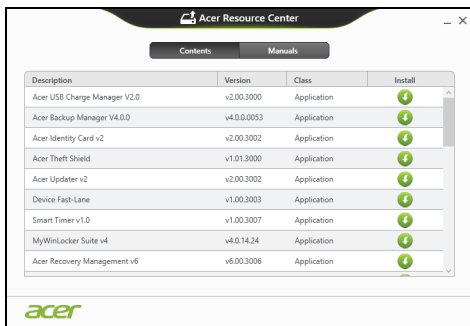 Acer Resource Center
Contents Manuals
Description Version Class Install
Acer USB Charge Manager V2.0 v2.00.3000 Application
Acer Backup Manager V4.0.0 v4.0.0.0053 Application
Acer Identity Card v2 v2.00.3002 Application
Acer Theft Shield v1.01.3000 Application
Acer Updater v2 v2.00.3002 Application
Device Fast-Lane v1.00.3003 Application
Smart Timer v1.0 v1.00.3007 Application
MyWinLocker Suite v4 v4.0.14.24 Application
Acer Recovery Management v6 v6.00.3006 Application
acer